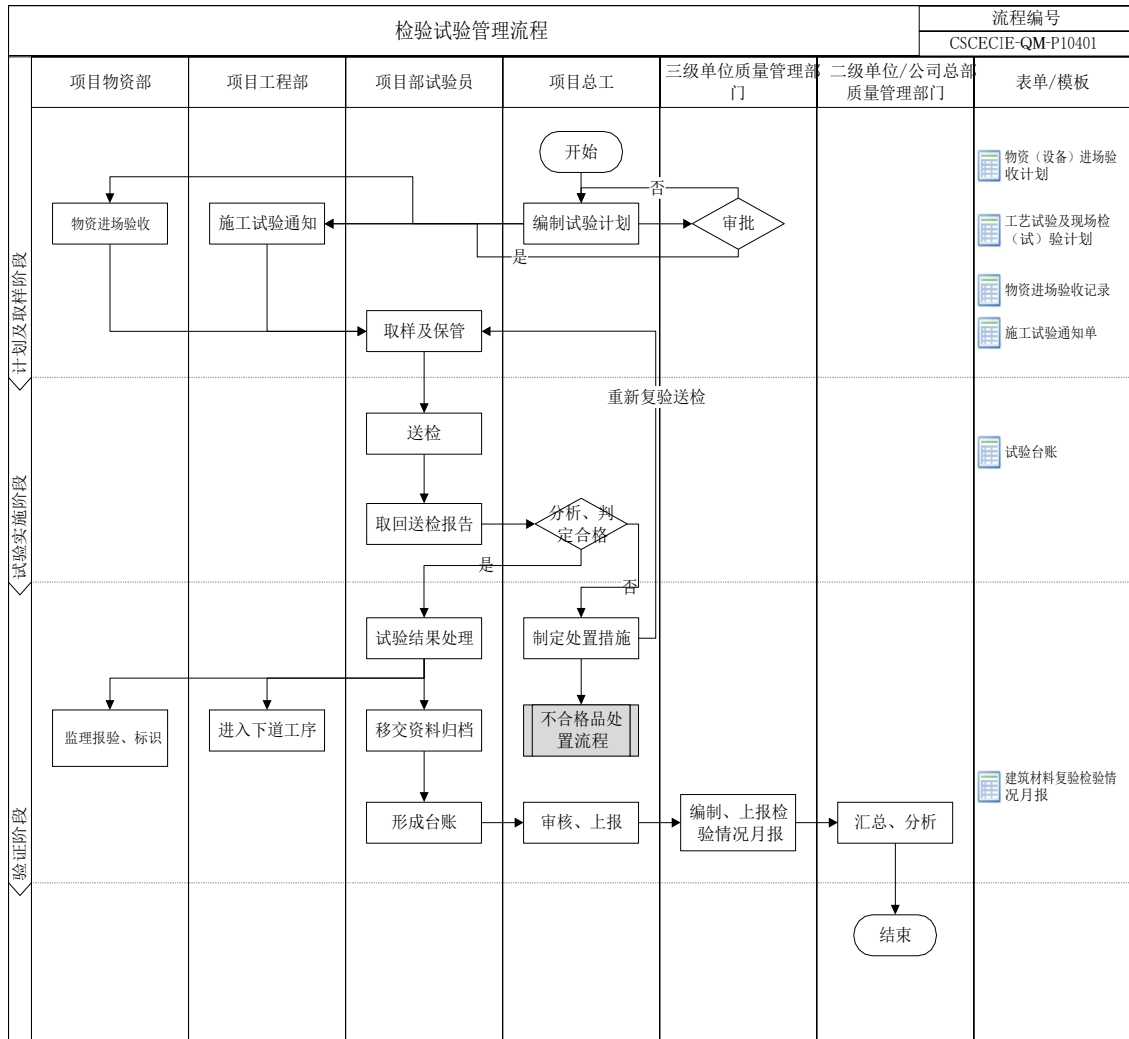 检验试验管理流程
流程编号
CSCECIE-QM-P10401
项目物资部
项目工程部
项目部试验员
项目总工
三级单位质量管理部
门
二级单位/公司总部
质量管理部门
表单/模板
计划及取样阶段
开始
否
物资进场验收
施工试验通知
编制试验计划
审批
是
取样及保管
物资（设备）进场验
收计划
工艺试验及现场检
（试）验计划
物资进场验收记录
施工试验通知单
试验实施阶段
重新复验送检
送检
取回送检报告
分析、判
定合格
是
否
试验台账
验证阶段
试验结果处理
制定处置措施
监理报验、标识
进入下道工序
移交资料归档
不合格品处
置流程
形成台账
审核、上报
编制、上报检
验情况月报
汇总、分析
建筑材料复验检验情
况月报
结束